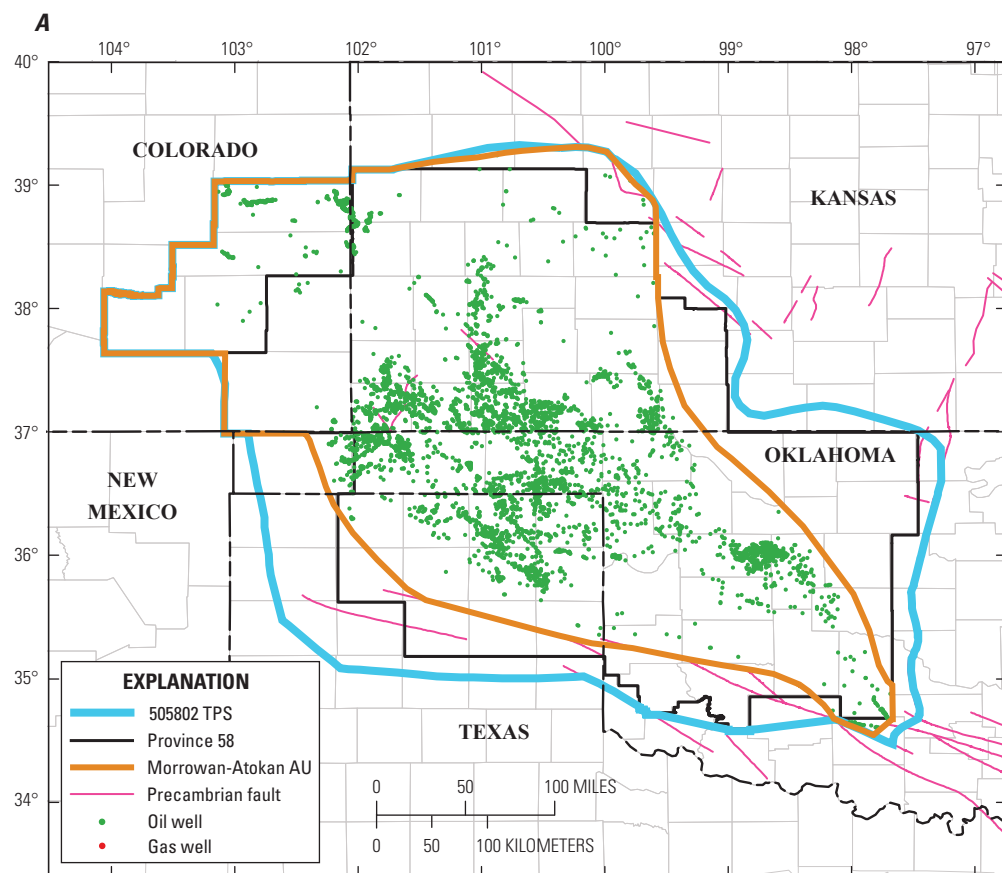 A
104° 103° 102° 101° 100° 99° 98° 97°
40°
COLORADO
39°
KANSAS
38°
37°
OKLAHOMA
NEW
MEXICO
36°
35°
EXPLANATION
505802 TPS
Province 58
Morrowan-Atokan AU
Precambrian fault
Oil well
Gas well
TEXAS
34°
0 50 100 MILES
0 50 100 KILOMETERS